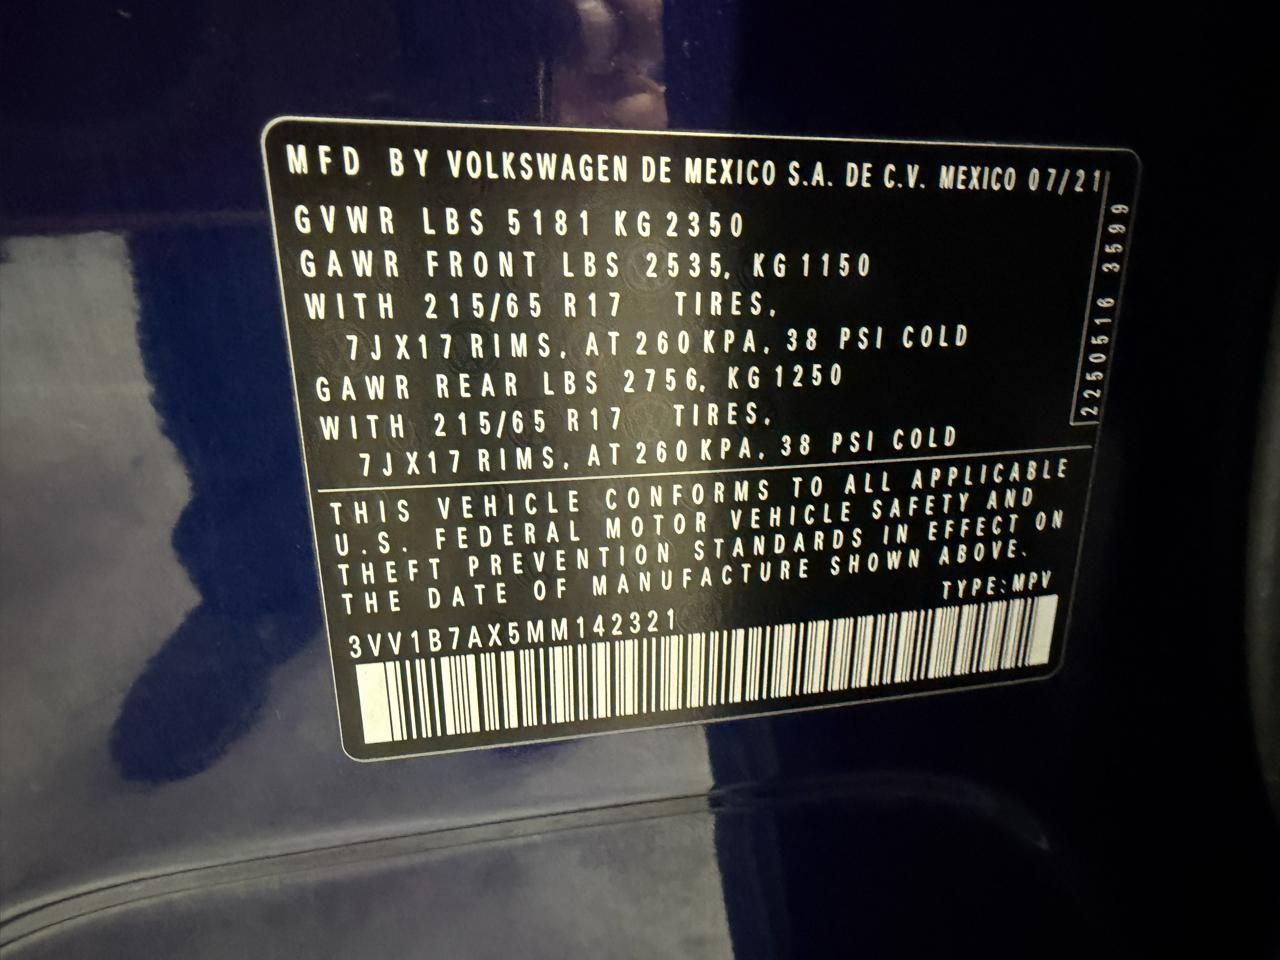 MFD BY VOLKSWAGEN DE MEXICO S.A. DE C.V. MEXICO 07/21
GVWR LBS 5181 KG 2350
GAWR FRONT LBS 2535, KG 1150
WITH 215/65 R17 TIRES,
7JX17 RIMS, AT 260 KPA, 38 PSI COLD
GAWR REAR LBS 2756, KG 1250
WITH 215/65 R17 TIRES,
7JX17 RIMS, AT 260 KPA, 38 PSI COLD
2250516 3599
THIS VEHICLE CONFORMS TO ALL APPLICABLE
U.S. FEDERAL MOTOR VEHICLE SAFETY AND
THEFT PREVENTION STANDARDS IN EFFECT ON
THE DATE OF MANUFACTURE SHOWN ABOVE.
TYPE: MPV
3VV1B7AX5MM142321